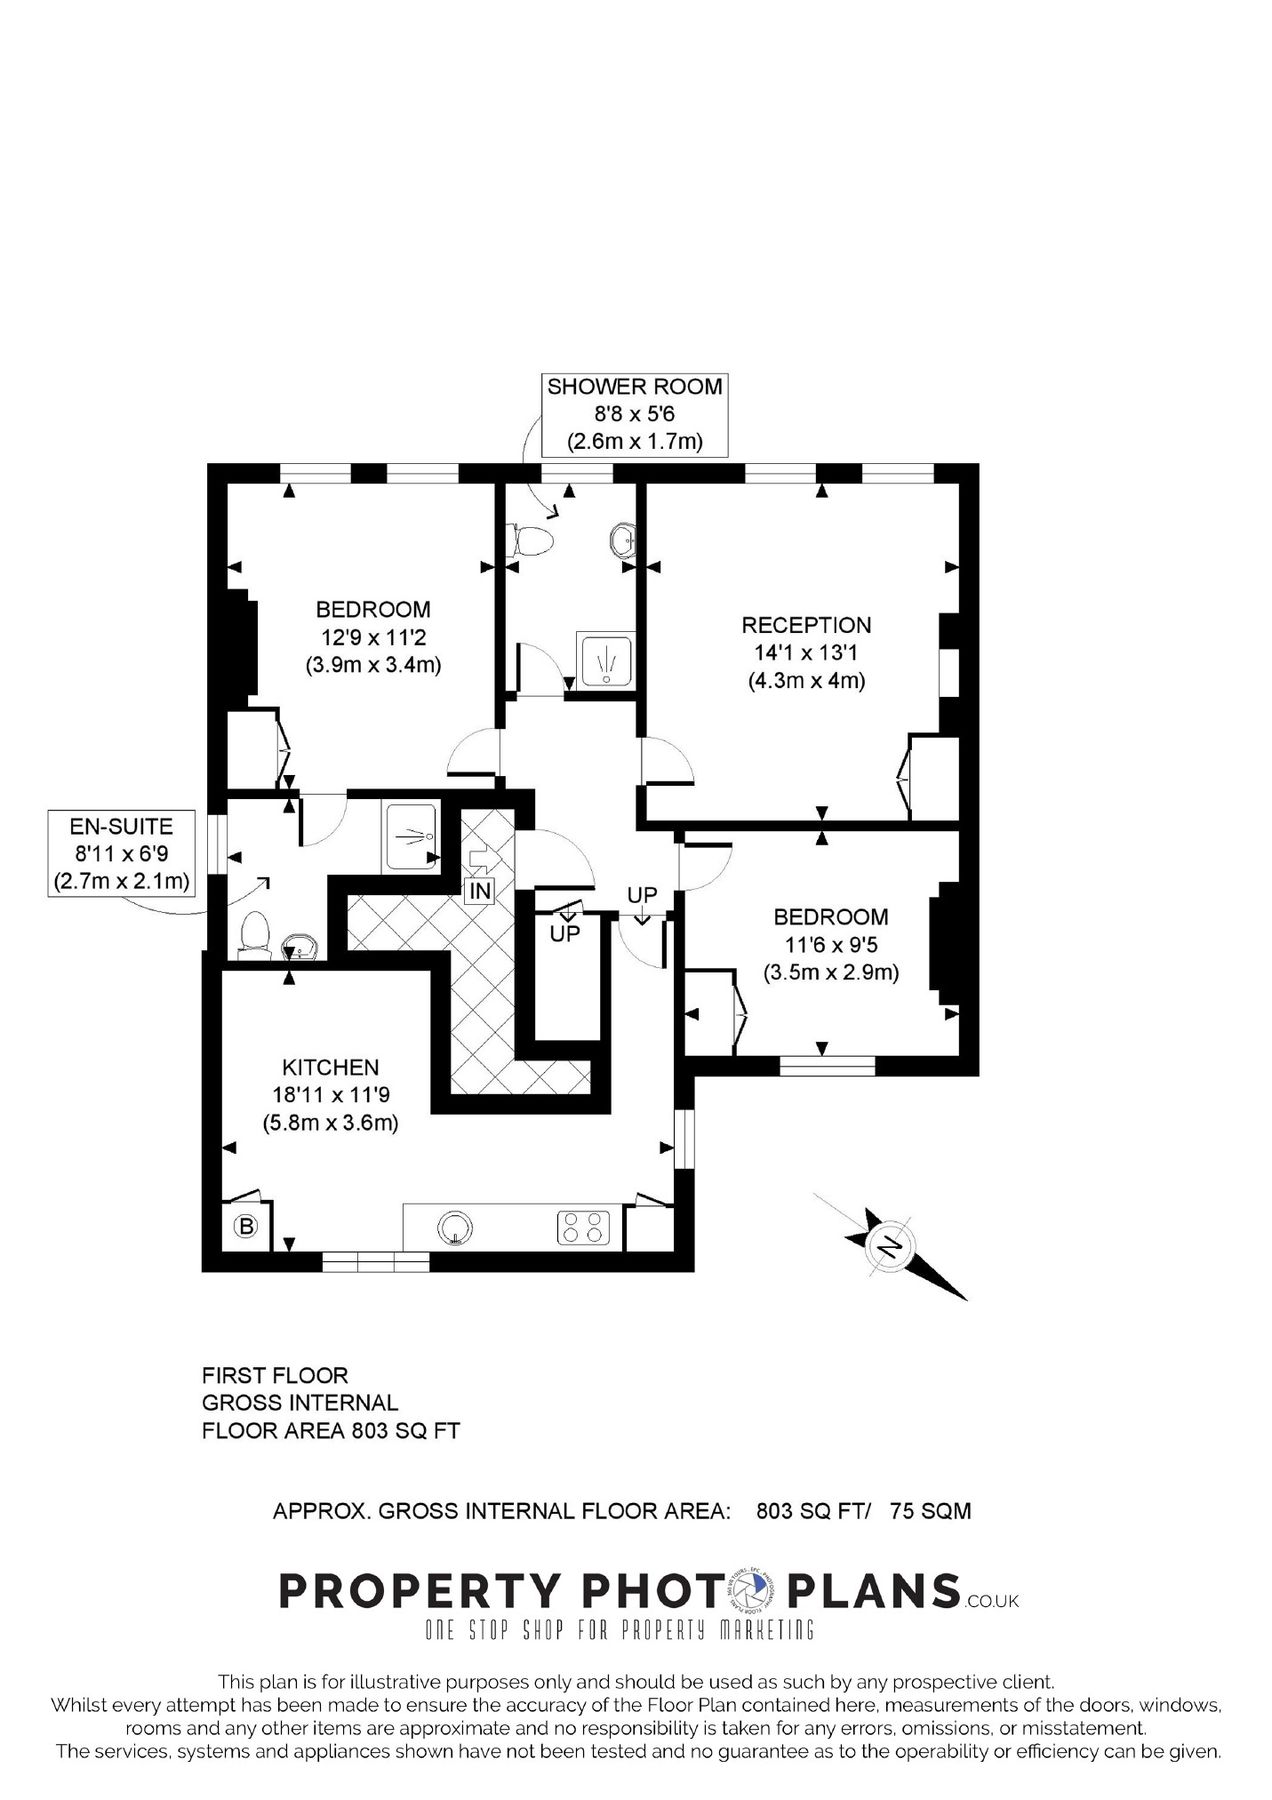 SHOWER ROOM
8'8 x 5'6
(2.6m x 1.7m)
BEDROOM
12'9 x 11'2
(3.9m x 3.4m)
RECEPTION
14'1 x 13'1
(4.3m x 4m)
EN-SUITE
8'11 x 6'9
(2.7m x 2.1m)
IN
UP
UP
BEDROOM
11'6 x 9'5
(3.5m x 2.9m)
KITCHEN
18'11 x 11'9
(5.8m x 3.6m)
B
N
FIRST FLOOR
GROSS INTERNAL
FLOOR AREA 803 SQ FT
APPROX. GROSS INTERNAL FLOOR AREA: 803 SQ FT/ 75 SQM
PROPERTY PHOTO PLANS.CO.UK
ONE STOP SHOP FOR PROPERTY MARKETING
This plan is for illustrative purposes only and should be used as such by any prospective client.
Whilst every attempt has been made to ensure the accuracy of the Floor Plan contained here, measurements of the doors, windows,
rooms and any other items are approximate and no responsibility is taken for any errors, omissions, or misstatement.
The services, systems and appliances shown have not been tested and no guarantee as to the operability or efficiency can be given.